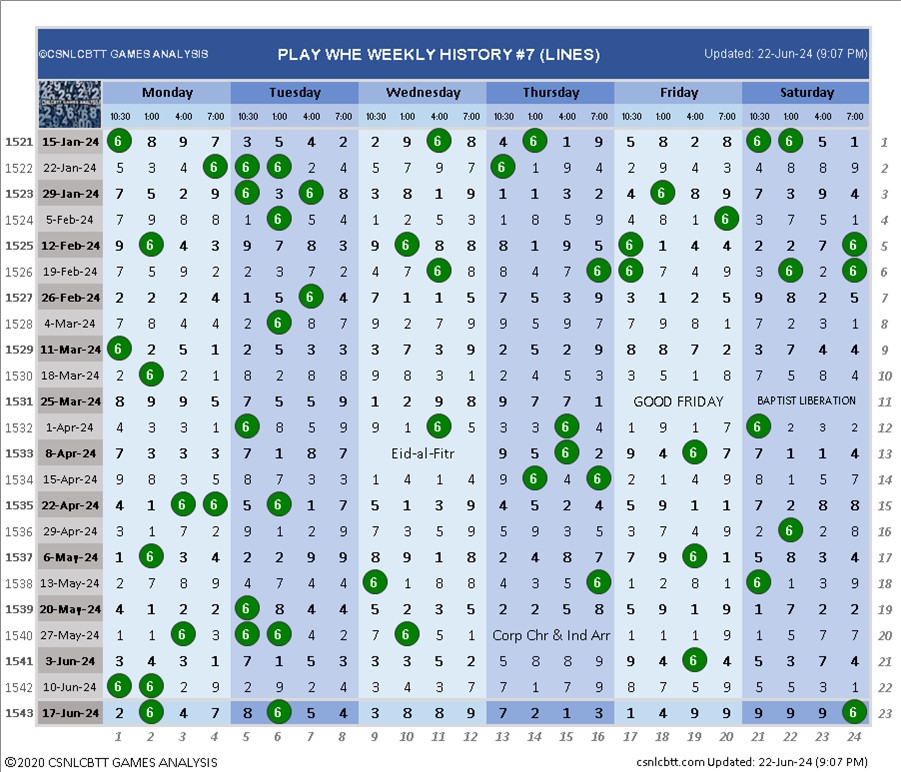 ©CSNLCBTT GAMES ANALYSIS PLAY WHE WEEKLY HISTORY #7 (LINES) Updated: 22-Jun-24 (9:07 PM)
Monday Tuesday Wednesday Thursday Friday Saturday
10:30 1:00 4:00 7:00 10:30 1:00 4:00 7:00 10:30 1:00 4:00 7:00 10:30 1:00 4:00 7:00 10:30 1:00 4:00 7:00 10:30 1:00 4:00 7:00
1521 15-Jan-24 6 8 9 7 3 5 4 2 2 9 6 8 4 6 1 9 5 8 2 8 6 6 5 1 1
1522 22-Jan-24 5 3 4 6 6 6 2 4 5 7 9 7 6 1 9 4 2 9 4 3 4 8 8 9 2
1523 29-Jan-24 7 5 2 9 6 3 6 8 3 8 1 9 1 1 3 2 4 6 8 9 7 3 9 4 3
1524 5-Feb-24 7 9 8 8 1 6 5 4 1 2 5 3 1 8 5 9 4 8 1 6 3 7 5 1 4
1525 12-Feb-24 9 6 4 3 9 7 8 3 9 6 8 8 8 1 9 5 6 1 4 4 2 2 7 6 5
1526 19-Feb-24 7 5 9 2 2 3 7 2 4 7 6 8 8 4 7 6 6 7 4 9 3 6 2 6 6
1527 26-Feb-24 2 2 2 4 1 5 6 4 7 1 1 5 7 5 3 9 3 1 2 5 9 8 2 5 7
1528 4-Mar-24 7 8 4 4 2 6 8 7 9 2 7 9 9 5 9 7 7 9 8 1 7 2 3 1 8
1529 11-Mar-24 6 2 5 1 2 5 3 3 3 7 3 9 2 5 2 9 8 8 7 2 3 7 4 4 9
1530 18-Mar-24 2 6 2 1 8 2 8 8 9 8 3 1 2 4 5 3 3 5 1 8 7 5 8 4 10
1531 25-Mar-24 8 9 9 5 7 5 5 9 1 2 9 8 9 7 7 1 GOOD FRIDAY BAPTIST LIBERATION 11
1532 1-Apr-24 4 3 3 1 6 8 5 9 9 1 6 5 3 3 6 4 1 9 1 7 6 2 3 2 12
1533 8-Apr-24 7 3 3 3 7 1 8 7 Eid-al-Fitr 9 5 6 2 9 4 6 7 7 1 1 4 13
1534 15-Apr-24 9 8 3 5 8 7 3 3 1 4 1 4 9 6 4 6 2 1 4 9 8 1 5 7 14
1535 22-Apr-24 4 1 6 6 5 6 1 7 5 1 3 9 4 5 2 4 5 9 1 1 7 2 8 8 15
1536 29-Apr-24 3 1 7 2 9 1 2 9 7 3 5 9 5 9 3 5 3 7 4 9 2 6 2 8 16
1537 6-May-24 1 6 3 4 2 2 9 9 8 9 1 8 2 4 8 7 7 9 6 1 5 8 3 4 17
1538 13-May-24 2 7 8 9 4 7 4 4 6 1 8 8 4 3 5 6 1 2 8 1 6 1 3 9 18
1539 20-May-24 4 1 2 2 6 8 4 4 5 2 3 5 2 2 5 8 5 9 1 9 1 7 2 2 19
1540 27-May-24 1 1 6 3 6 6 4 2 7 6 5 1 Corp Chr & Ind Arr 1 1 1 9 1 5 7 7 20
1541 3-Jun-24 3 4 3 1 7 1 5 3 3 3 5 2 5 8 8 9 9 4 6 4 5 3 7 4 21
1542 10-Jun-24 6 6 2 9 2 9 2 4 3 4 3 7 7 1 7 9 8 7 5 9 5 5 3 1 22
1543 17-Jun-24 2 6 4 7 8 6 5 4 3 8 8 9 7 2 1 3 1 4 9 9 9 9 9 6 23
1 2 3 4 5 6 7 8 9 10 11 12 13 14 15 16 17 18 19 20 21 22 23 24
©2020 CSNLCBTT GAMES ANALYSIS csnlcbtt.com Updated: 22-Jun-24 (9:07 PM)